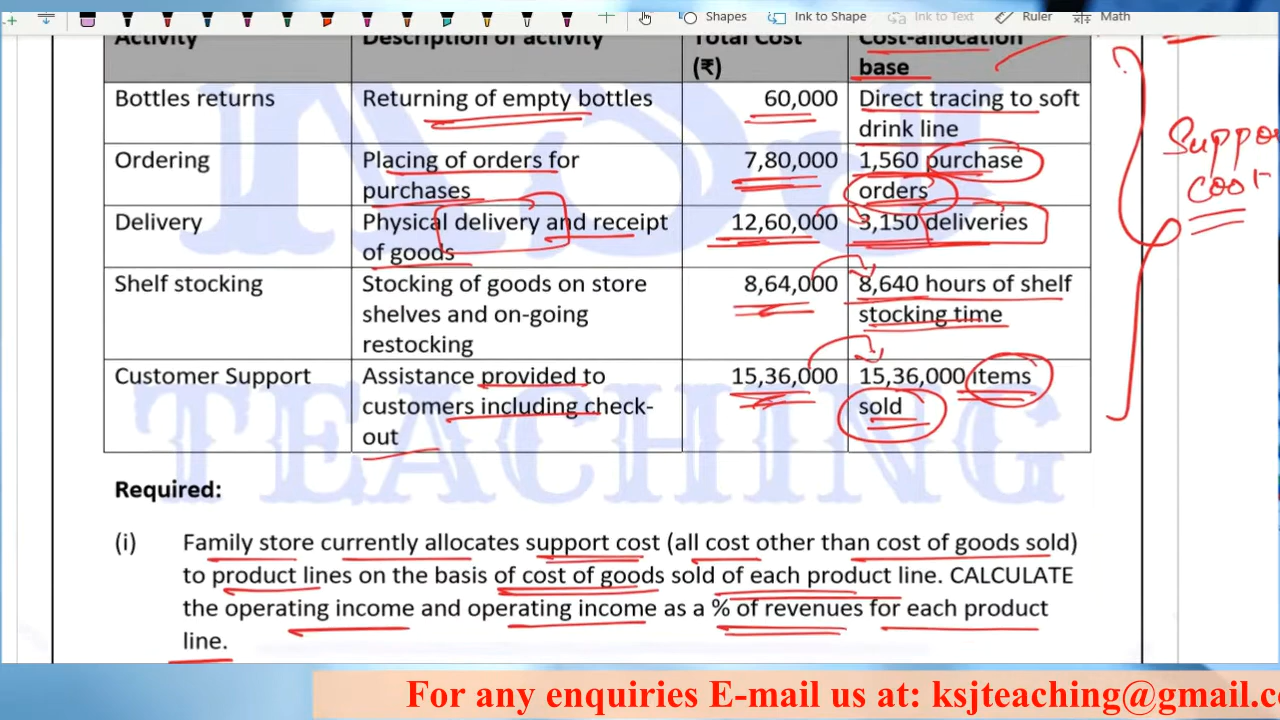 Shapes Ink to Shape Ink to Text Ruler Math
Activity Description of activity Total Cost Cost-allocation
(₹) base
Bottles returns Returning of empty bottles 60,000 Direct tracing to soft
drink line
Ordering Placing of orders for 7,80,000 1,560 purchase
purchases orders
Delivery Physical delivery and receipt 12,60,000 3,150 deliveries
of goods
Shelf stocking Stocking of goods on store 8,64,000 8,640 hours of shelf
shelves and on-going stocking time
restocking
Customer Support Assistance provided to 15,36,000 15,36,000 items
customers including check- sold
out
Suppo
cost
TEACHING
Required:
(i) Family store currently allocates support cost (all cost other than cost of goods sold)
to product lines on the basis of cost of goods sold of each product line. CALCULATE
the operating income and operating income as a % of revenues for each product
line.
For any enquiries E-mail us at: ksjteaching@gmail.c